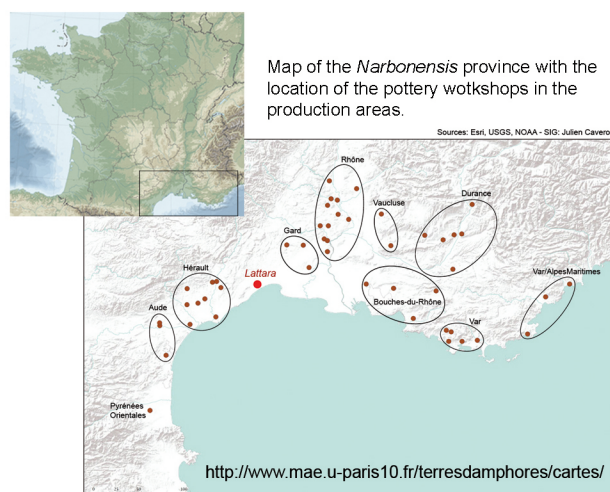 Map of the Narbonensis province with the
location of the pottery wotkshops in the
production areas.
Sources: Esri, USGS, NOAA - SIG: Julien Cavero
Rhône
Vaucluse
Durance
Gard
Lattara
Hérault
Var/AlpesMaritimes
Bouches-du-Rhône
Aude
Var
Pyrénées
Orientales
http://www.mae.u-paris10.fr/terresdamphores/cartes/